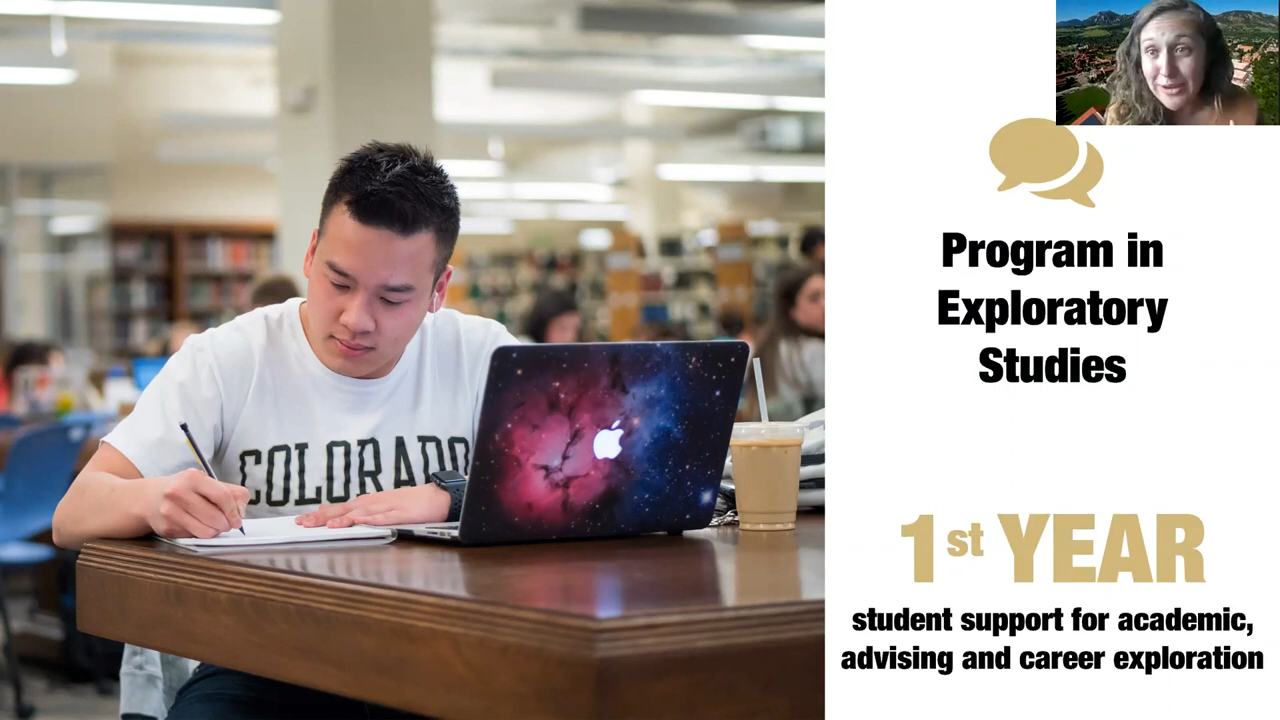 COLORADO
Program in
Exploratory
Studies
1st YEAR
student support for academic,
advising and career exploration